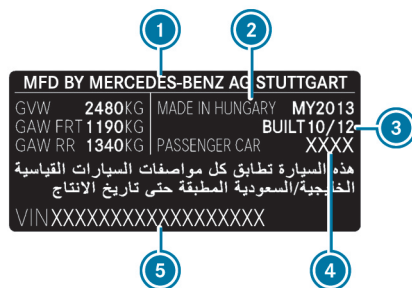 1
2
MFD BY MERCEDES-BENZ AG STUTTGART
GVW 2480KG MADE IN HUNGARY MY2013
GAW FRT 1190KG BUILT 10/12
3
GAW RR 1340KG PASSENGER CAR XXXX
هذه السيارة تطابق كل مواصفات السيارات القياسية
الخليجية/السعودية المطبقة حتى تاريخ الانتاج
VINXXXXXXXXXXXXXXXXX
5
4